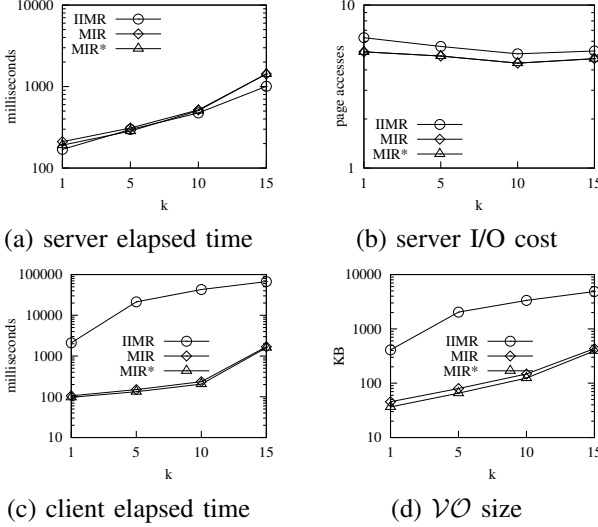 10000
1000
100
milliseconds
IIMR
MIR
MIR*
1 5 10 15
k
(a) server elapsed time
10
1
page accesses
IIMR
MIR
MIR*
1 5 10 15
k
(b) server I/O cost
100000
10000
1000
100
10
milliseconds
IIMR
MIR
MIR*
1 5 10 15
k
(c) client elapsed time
10000
1000
100
10
KB
IIMR
MIR
MIR*
1 5 10 15
k
(d) 𝒱𝒪 size